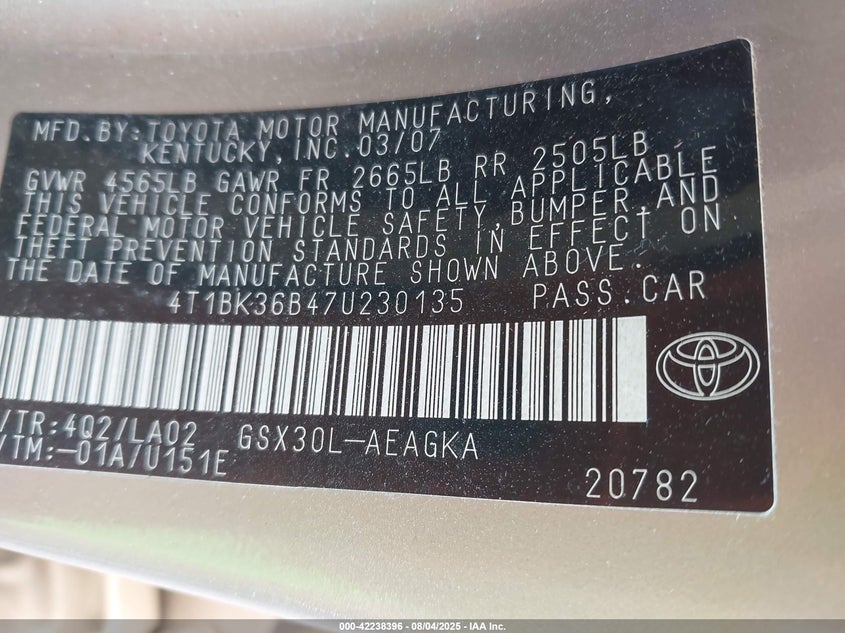 MFD.BY:TOYOTA MOTOR MANUFACTURING,
KENTUCKY,INC.03/07
GVWR 4565LB GAWR FR 2665LB RR 2505LB
THIS VEHICLE CONFORMS TO ALL APPLICABLE
FEDERAL MOTOR VEHICLE SAFETY,BUMPER,AND
THEFT PREVENTION STANDARDS IN EFFECT ON
THE DATE OF MANUFACTURE SHOWN ABOVE.
4T1BK36B47U230135 PASS.CAR
/TR:4Q2/LA02 GSX30L-AEAGKA
/TM:-01A/U151E
20782
000-42238396 - 08/04/2025 - IAA Inc.